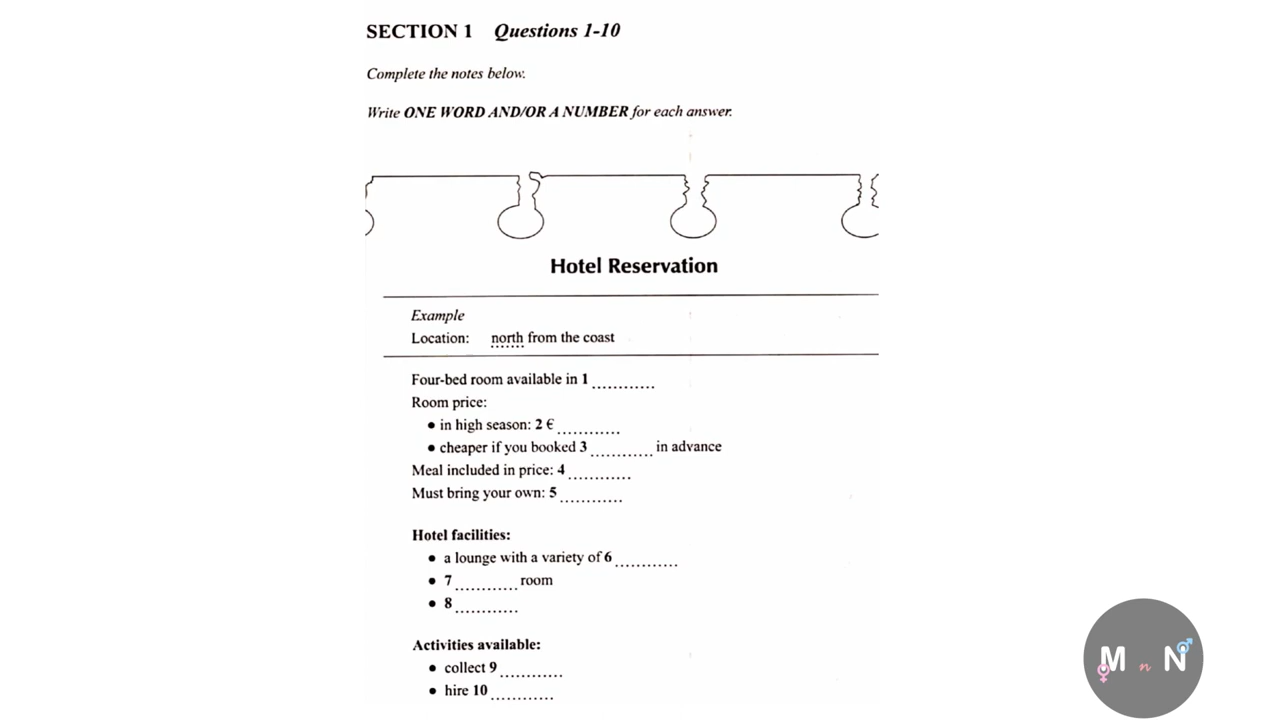 SECTION 1 Questions 1-10
Complete the notes below.
Write ONE WORD AND/OR A NUMBER for each answer.
Hotel Reservation
Example
Location: north from the coast
Four-bed room available in 1 ............
Room price:
• in high season: 2 € ............
• cheaper if you booked 3 ............ in advance
Meal included in price: 4 ............
Must bring your own: 5 ............
Hotel facilities:
• a lounge with a variety of 6 ............
• 7 ............ room
• 8 ............
Activities available:
• collect 9 ............
• hire 10 ............
M n N